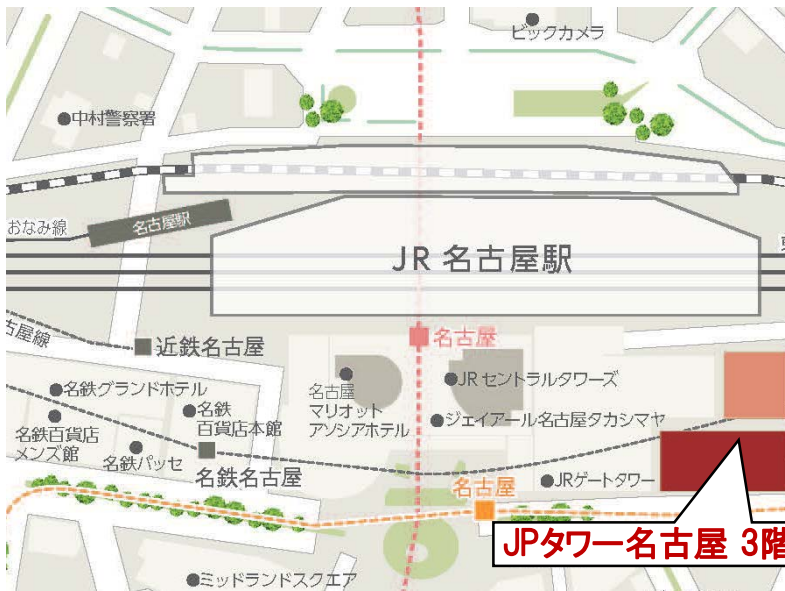 ビックカメラ
中村警察署
おなみ線
名古屋駅
JR 名古屋駅
古屋線
近鉄名古屋
名古屋
名鉄グランドホテル
名鉄
百貨店本館
名鉄百貨店
メンズ館
名鉄パッセ
名鉄名古屋
名古屋
マリオット
アソシアホテル
JR セントラルタワーズ
ジェイアール名古屋タカシマヤ
JRゲートタワー
名古屋
JPタワー名古屋 3階
ミッドランドスクエア